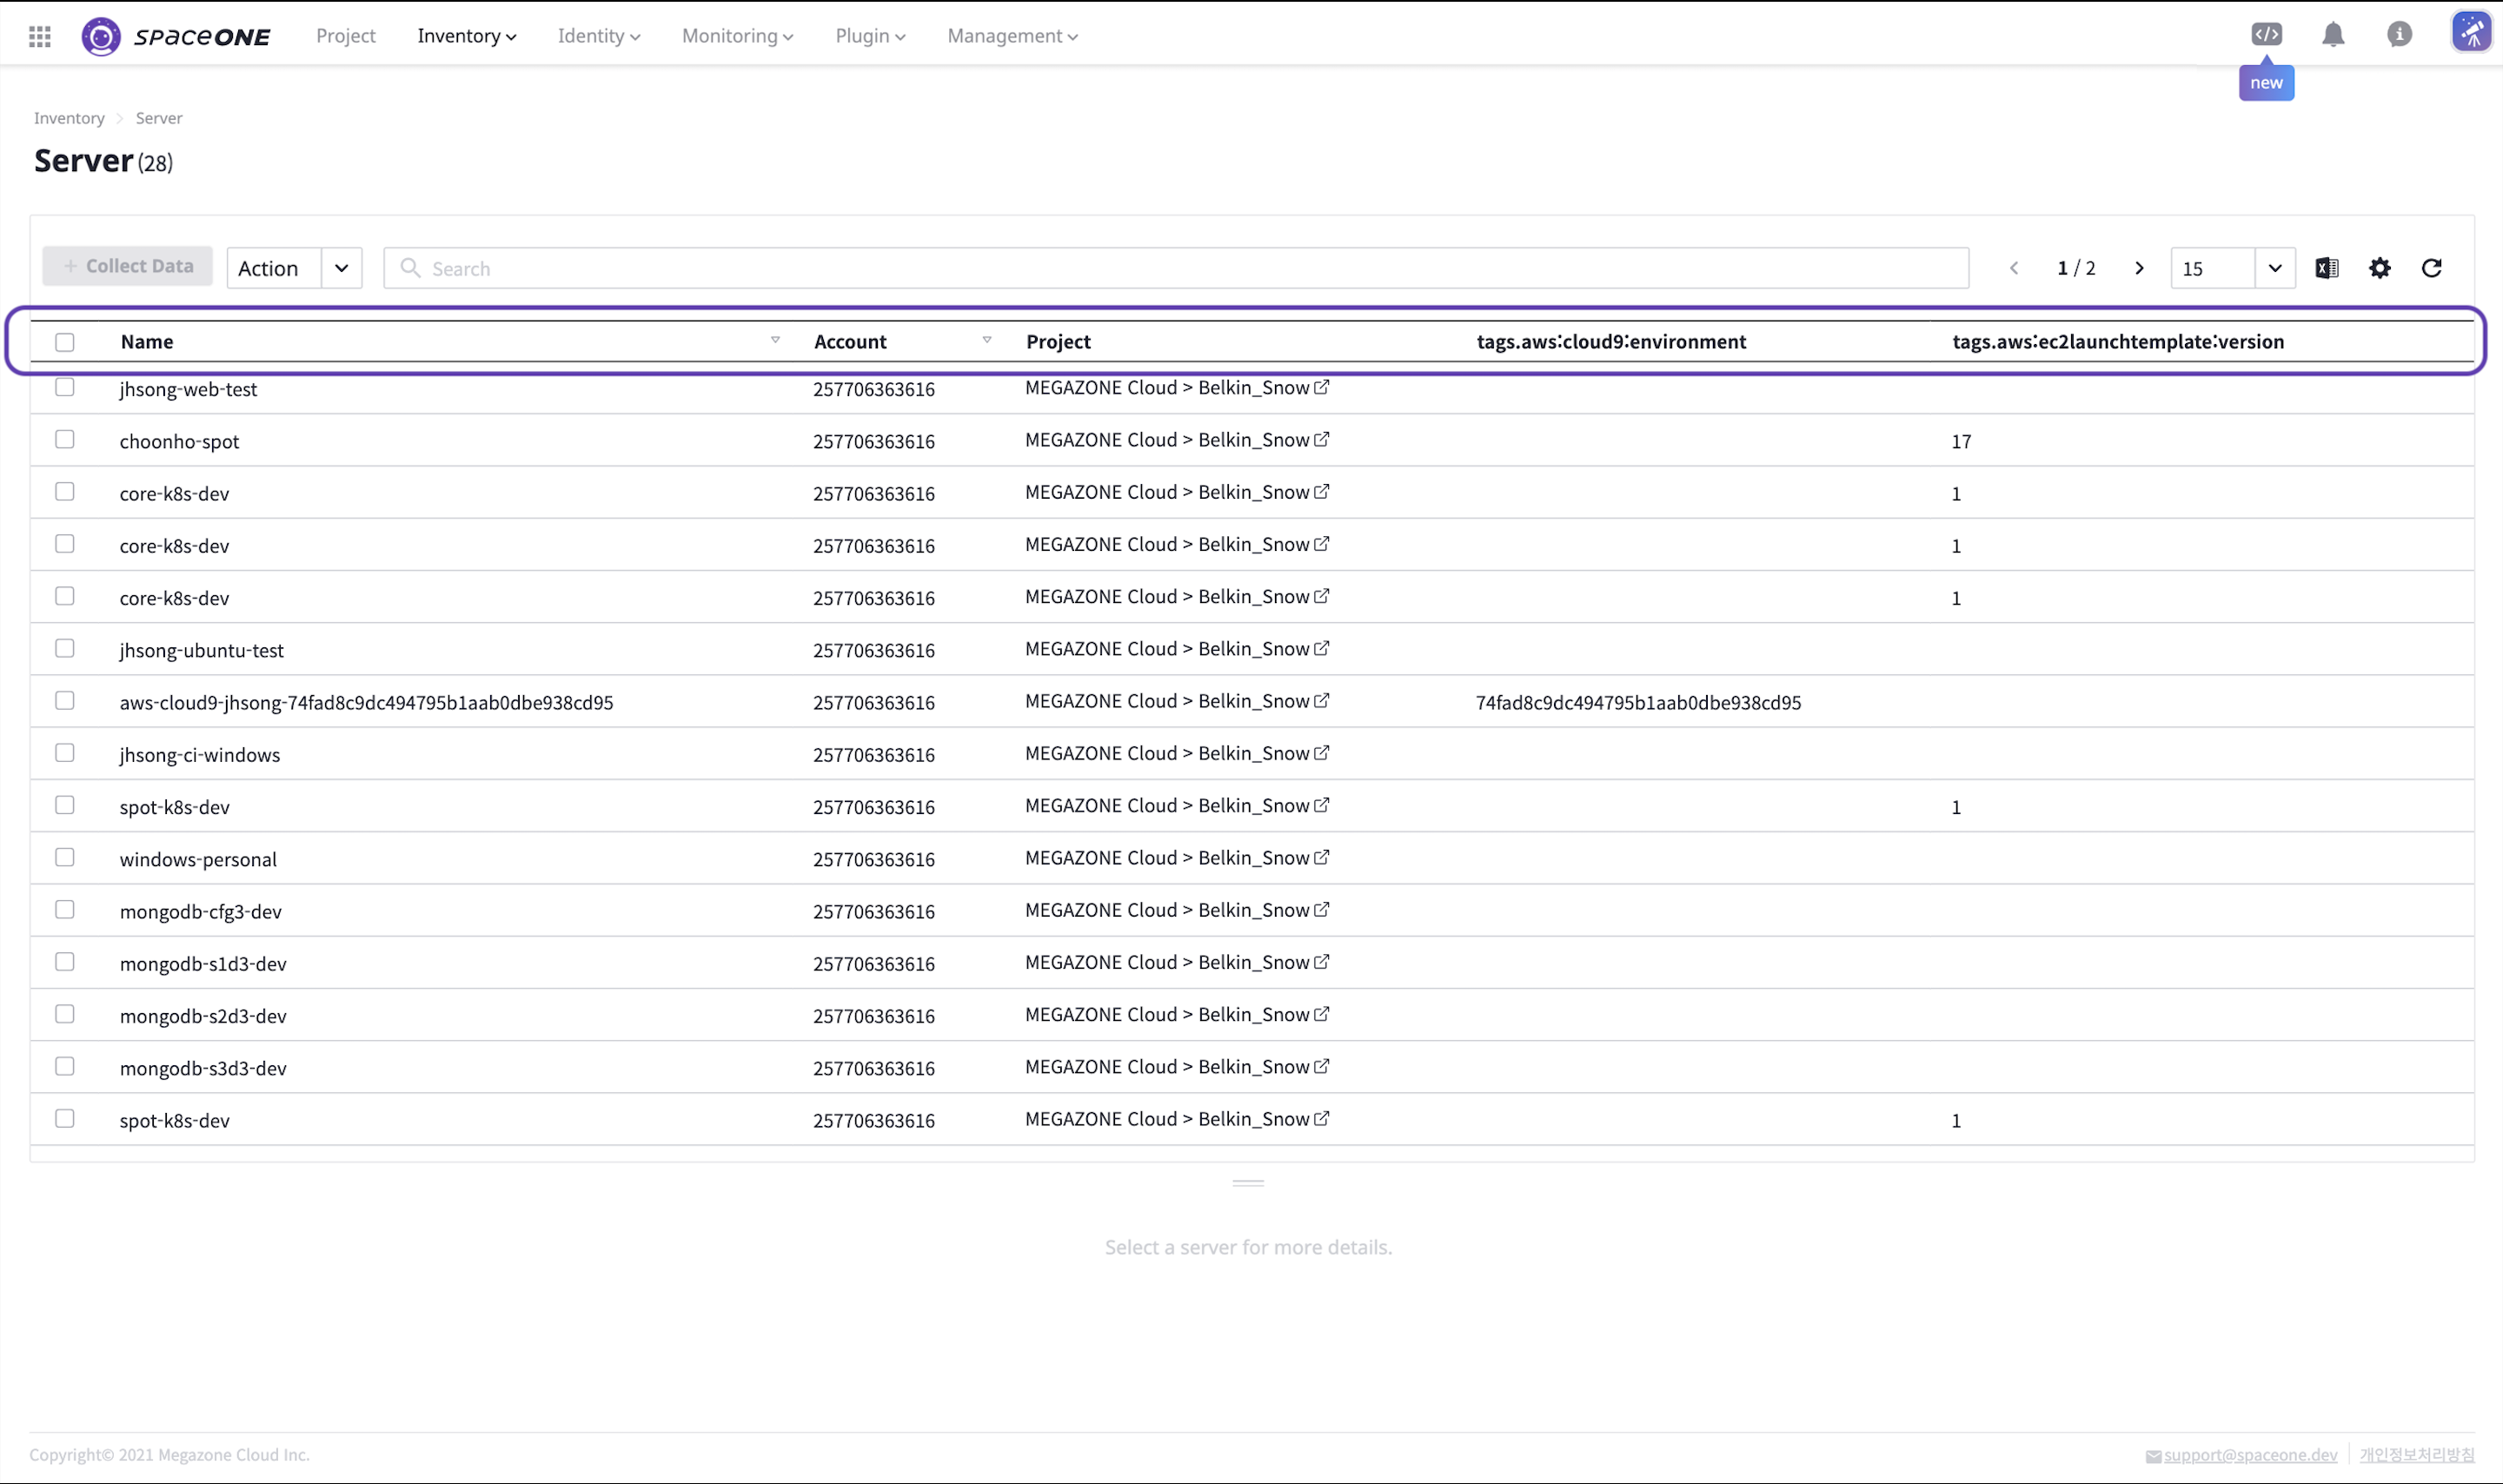 spaceONE Project Inventory Identity Monitoring Plugin Management
new
Inventory > Server
Server (28)
+ Collect Data Action Search 1 / 2 15
Name Account Project tags.aws:cloud9:environment tags.aws:ec2launchtemplate:version
jhsong-web-test 257706363616 MEGAZONE Cloud > Belkin_Snow
choonho-spot 257706363616 MEGAZONE Cloud > Belkin_Snow 17
core-k8s-dev 257706363616 MEGAZONE Cloud > Belkin_Snow 1
core-k8s-dev 257706363616 MEGAZONE Cloud > Belkin_Snow 1
core-k8s-dev 257706363616 MEGAZONE Cloud > Belkin_Snow 1
jhsong-ubuntu-test 257706363616 MEGAZONE Cloud > Belkin_Snow
aws-cloud9-jhsong-74fad8c9dc494795b1aab0dbe938cd95 257706363616 MEGAZONE Cloud > Belkin_Snow 74fad8c9dc494795b1aab0dbe938cd95
jhsong-ci-windows 257706363616 MEGAZONE Cloud > Belkin_Snow
spot-k8s-dev 257706363616 MEGAZONE Cloud > Belkin_Snow 1
windows-personal 257706363616 MEGAZONE Cloud > Belkin_Snow
mongodb-cfg3-dev 257706363616 MEGAZONE Cloud > Belkin_Snow
mongodb-s1d3-dev 257706363616 MEGAZONE Cloud > Belkin_Snow
mongodb-s2d3-dev 257706363616 MEGAZONE Cloud > Belkin_Snow
mongodb-s3d3-dev 257706363616 MEGAZONE Cloud > Belkin_Snow
spot-k8s-dev 257706363616 MEGAZONE Cloud > Belkin_Snow 1
Select a server for more details.
Copyright© 2021 Megazone Cloud Inc. support@spaceone.dev 개인정보처리방침